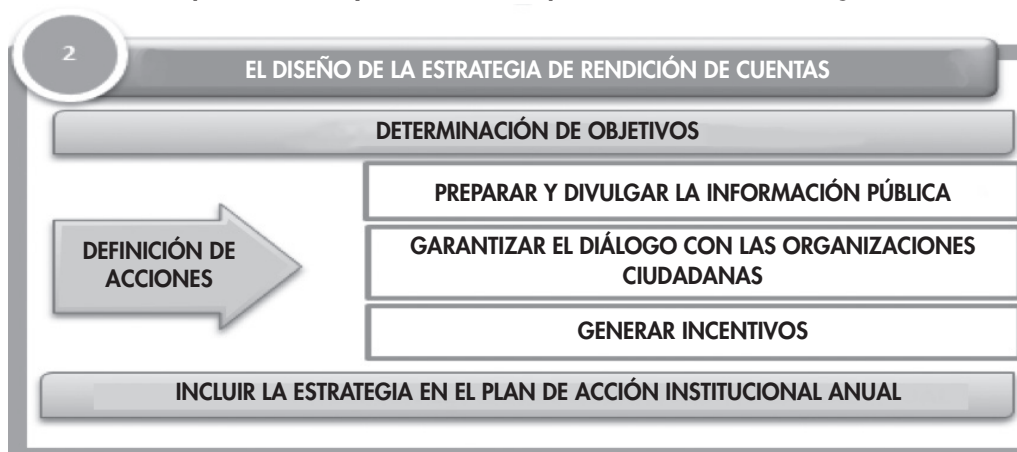 2
EL DISEÑO DE LA ESTRATEGIA DE RENDICIÓN DE CUENTAS
DETERMINACIÓN DE OBJETIVOS
PREPARAR Y DIVULGAR LA INFORMACIÓN PÚBLICA
DEFINICIÓN DE
ACCIONES
GARANTIZAR EL DIÁLOGO CON LAS ORGANIZACIONES
CIUDADANAS
GENERAR INCENTIVOS
INCLUIR LA ESTRATEGIA EN EL PLAN DE ACCIÓN INSTITUCIONAL ANUAL